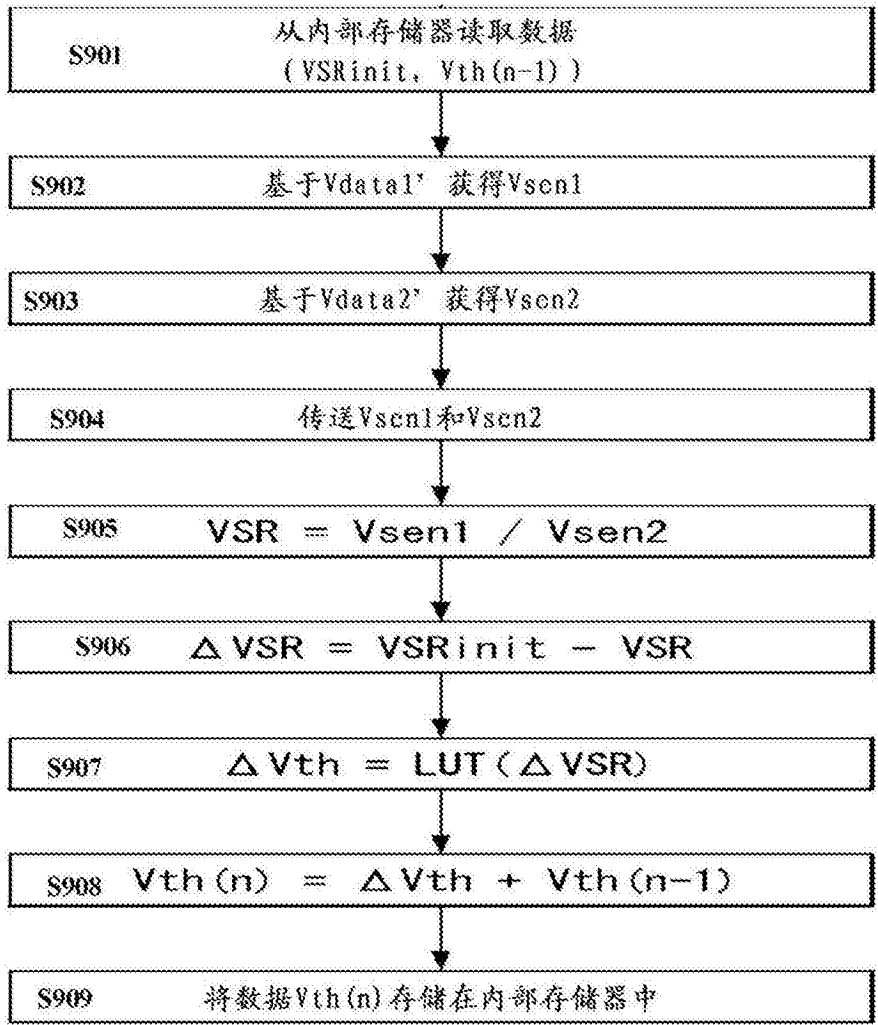 S901 从内部存储器读取数据
(VSRinit, Vth(n-1))
S902 基于Vdata1' 获得Vsen1
S903 基于Vdata2' 获得Vsen2
S904 传送Vsen1和Vsen2
S905 VSR = Vsen1 / Vsen2
S906 △VSR = VSRinit - VSR
S907 △Vth = LUT(△VSR)
S908 Vth(n) = △Vth + Vth(n-1)
S909 将数据Vth(n)存储在内部存储器中